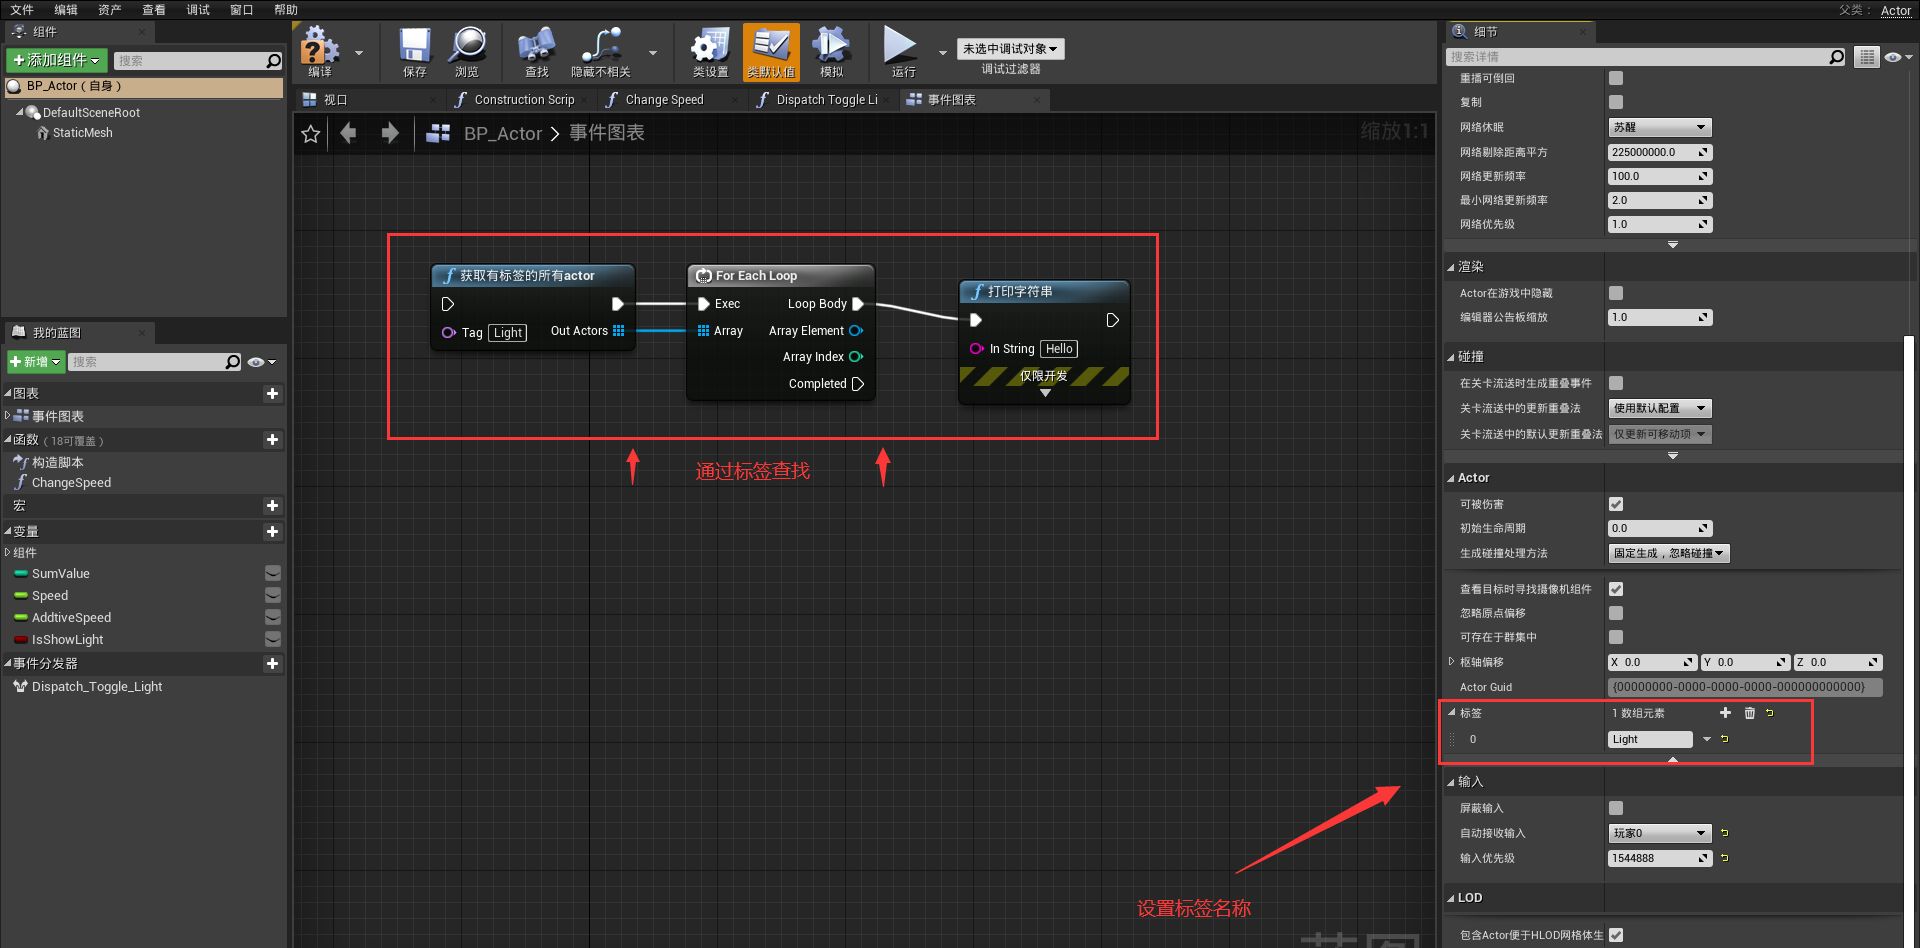 文件 编辑 资产 查看 调试 窗口 帮助
父类： Actor
组件
添加组件
搜索
BP_Actor（自身）
DefaultSceneRoot
StaticMesh
编译
保存
浏览
查找
隐藏不相关
类设置
类默认值
模拟
运行
未选中调试对象
调试过滤器
视口
Construction Scrip
Change Speed
Dispatch Toggle Li
事件图表
BP_Actor > 事件图表
缩放1:1
获取有标签的所有actor
Tag Light
Out Actors
For Each Loop
Exec
Loop Body
Array
Array Element
Array Index
Completed
打印字符串
In String Hello
仅限开发
通过标签查找
设置标签名称
我的蓝图
新增
搜索
图表
事件图表
函数（18可覆盖）
构造脚本
ChangeSpeed
宏
变量
组件
SumValue
Speed
AddtiveSpeed
IsShowLight
事件分发器
Dispatch_Toggle_Light
细节
搜索详情
重播可倒回
复制
网络休眠 苏醒
网络剔除距离平方 225000000.0
网络更新频率 100.0
最小网络更新频率 2.0
网络优先级 1.0
渲染
Actor在游戏中隐藏
编辑器公告板缩放 1.0
碰撞
在关卡流送时生成重叠事件
关卡流送中的更新重叠法 使用默认配置
关卡流送中的默认更新重叠法 仅更新可移动项
Actor
可被伤害
初始生命周期 0.0
生成碰撞处理方法 固定生成，忽略碰撞
查看目标时寻找摄像机组件
忽略原点偏移
可存在于群集中
枢轴偏移 X 0.0 Y 0.0 Z 0.0
Actor Guid {00000000-0000-0000-0000-000000000000}
标签 1 数组元素
0 Light
输入
屏蔽输入
自动接收输入 玩家0
输入优先级 1544888
LOD
包含Actor便于HLOD网格体生